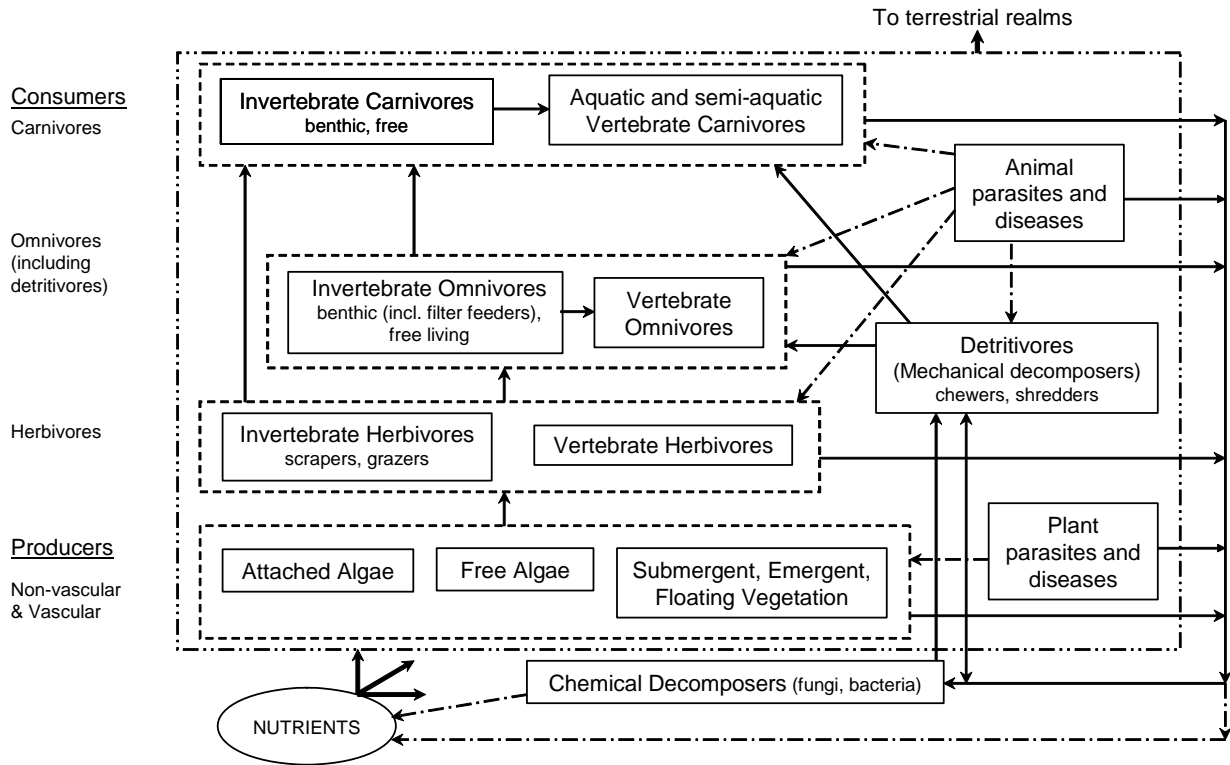 To terrestrial realms
Consumers
Carnivores
Invertebrate Carnivores
benthic, free
Aquatic and semi-aquatic
Vertebrate Carnivores
Animal
parasites and
diseases
Omnivores
(including
detritivores)
Invertebrate Omnivores
benthic (incl. filter feeders),
free living
Vertebrate
Omnivores
Detritivores
(Mechanical decomposers)
chewers, shredders
Herbivores
Invertebrate Herbivores
scrapers, grazers
Vertebrate Herbivores
Producers
Non-vascular
& Vascular
Attached Algae
Free Algae
Submergent, Emergent,
Floating Vegetation
Plant
parasites and
diseases
Chemical Decomposers (fungi, bacteria)
NUTRIENTS